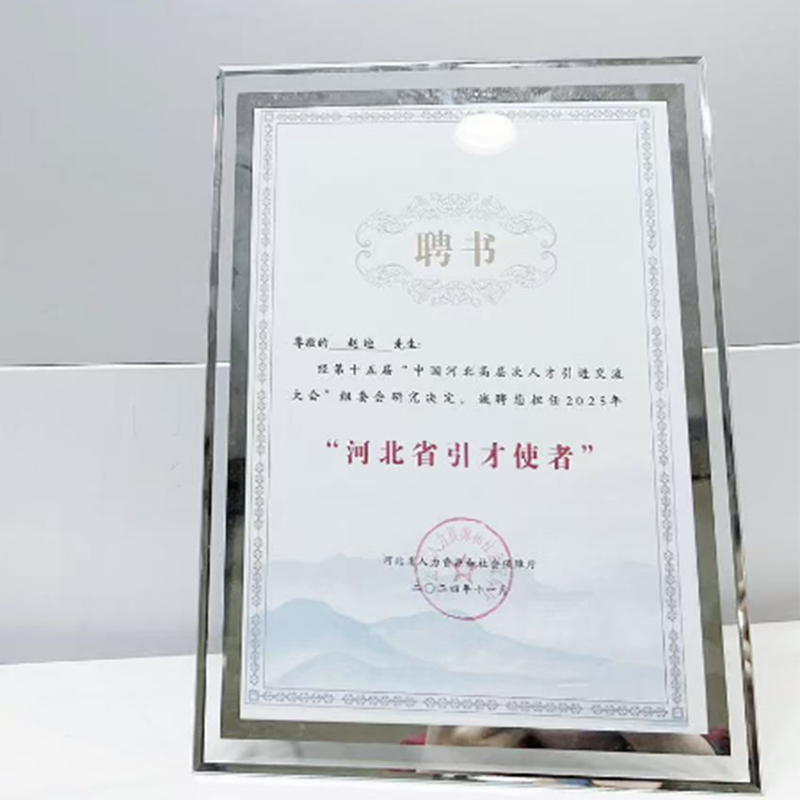 聘书
尊敬的 赵迪 先生:
经第十五届“中国河北高层次人才引进交流
大会”组委会研究决定,诚聘您担任2025年
“河北省引才使者”
河北省人力资源和社会保障厅
二〇二四年十一月